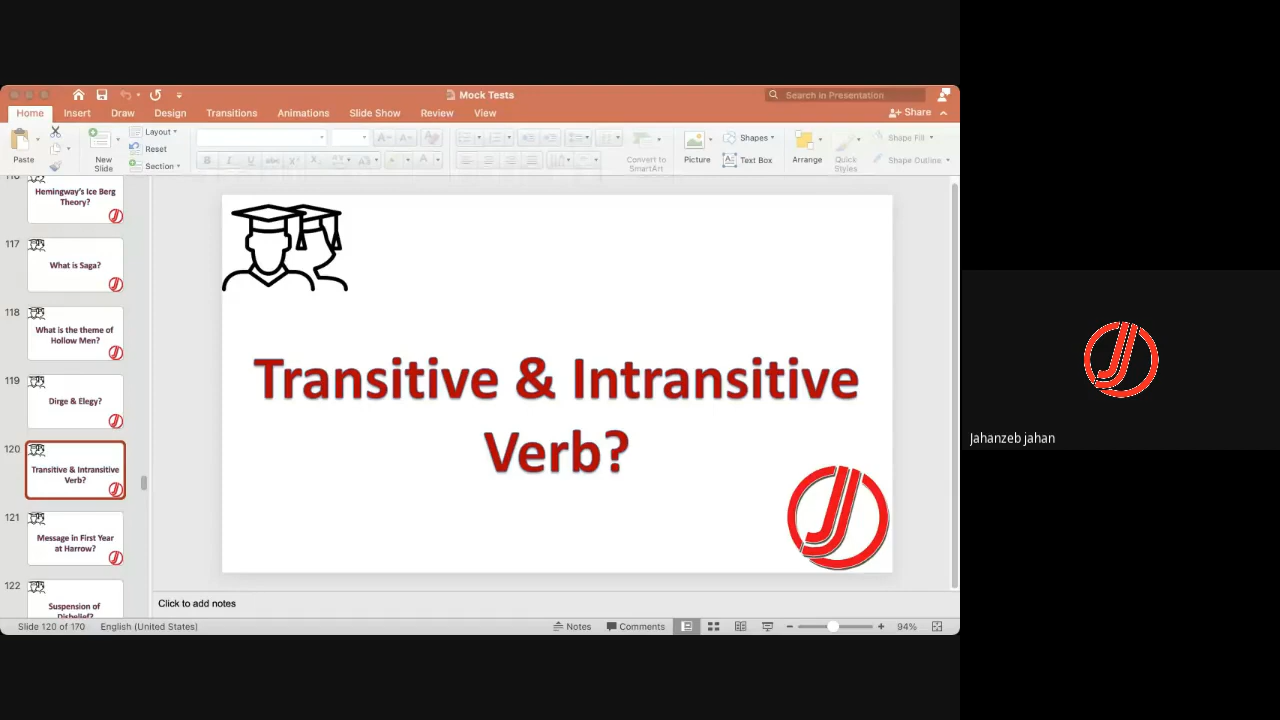 Mock Tests
Search in Presentation
Home Insert Draw Design Transitions Animations Slide Show Review View Share
Paste
New
Slide
Layout
Reset
Section
Convert to
SmartArt
Picture
Shapes
Text Box
Arrange
Quick
Styles
Shape Fill
Shape Outline
Hemingway's Ice Berg
Theory?
117
What is Saga?
118
What is the theme of
Hollow Men?
119
Dirge & Elegy?
120
Transitive & Intransitive
Verb?
121
Message in First Year
at Harrow?
122
Suspension of
Disbelief?
Transitive & Intransitive
Verb?
Click to add notes
Slide 120 of 170 English (United States) Notes Comments 94%
Jahanzeb jahan